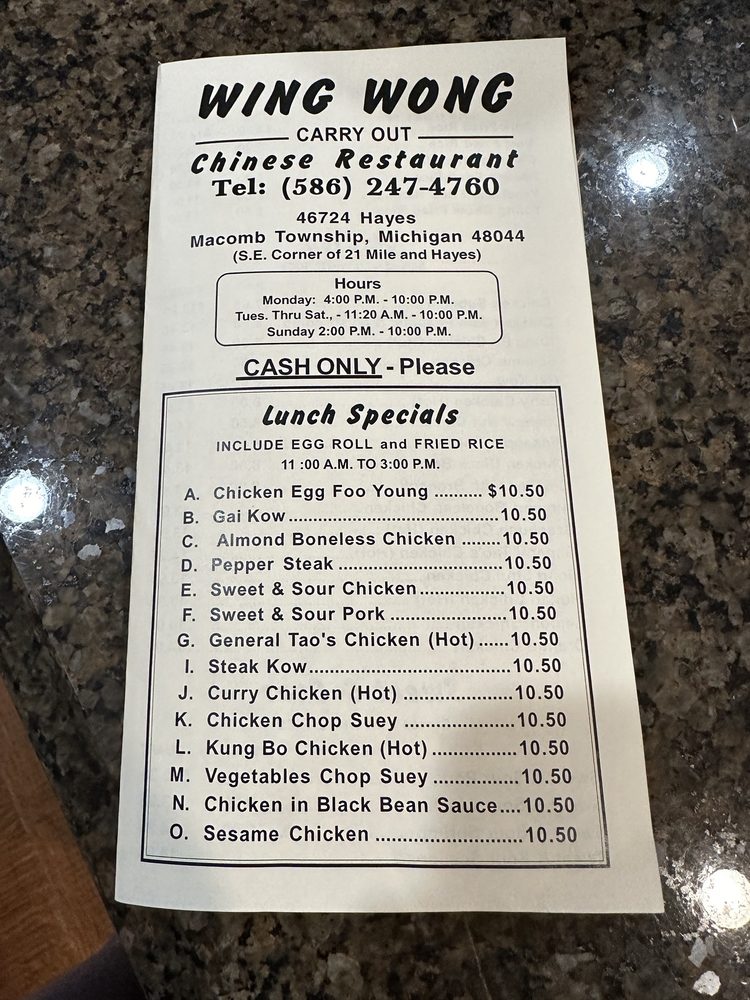 WING WONG
CARRY OUT
Chinese Restaurant
Tel: (586) 247-4760
46724 Hayes
Macomb Township, Michigan 48044
(S.E. Corner of 21 Mile and Hayes)
Hours
Monday: 4:00 P.M. - 10:00 P.M.
Tues. Thru Sat., - 11:20 A.M. - 10:00 P.M.
Sunday 2:00 P.M. - 10:00 P.M.
CASH ONLY - Please
Lunch Specials
INCLUDE EGG ROLL and FRIED RICE
11 :00 A.M. TO 3:00 P.M.
A. Chicken Egg Foo Young .......... $10.50
B. Gai Kow.............................................10.50
C. Almond Boneless Chicken ........10.50
D. Pepper Steak ...................................10.50
E. Sweet & Sour Chicken..................10.50
F. Sweet & Sour Pork ........................10.50
G. General Tao's Chicken (Hot) ......10.50
I. Steak Kow..........................................10.50
J. Curry Chicken (Hot) ......................10.50
K. Chicken Chop Suey ......................10.50
L. Kung Bo Chicken (Hot).................10.50
M. Vegetables Chop Suey .................10.50
N. Chicken in Black Bean Sauce....10.50
O. Sesame Chicken .............................10.50